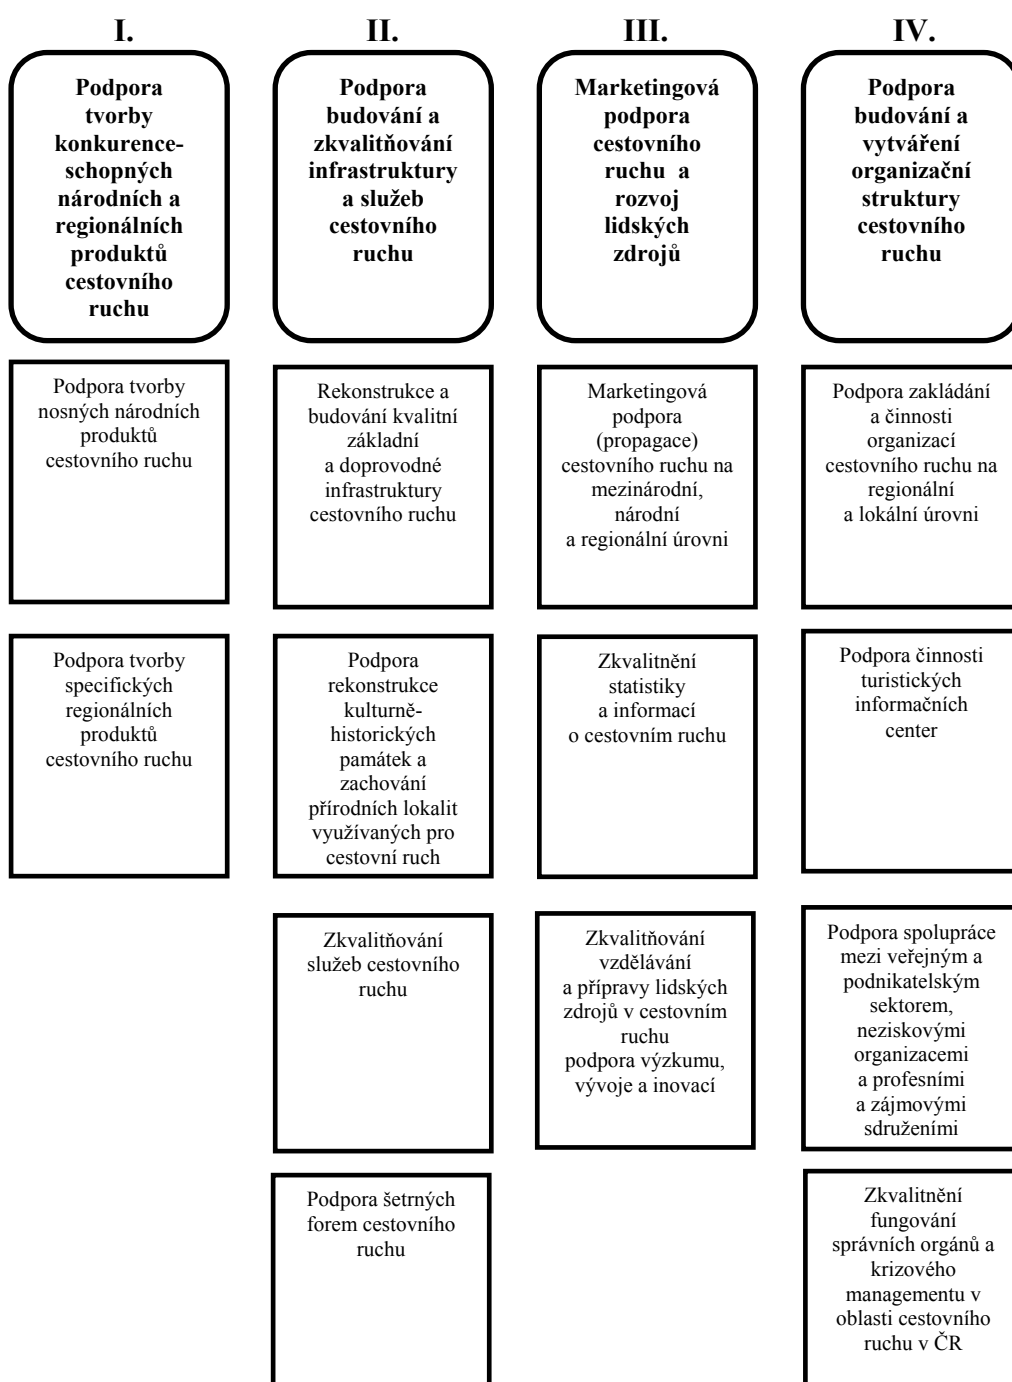 I.
Podpora
tvorby
konkurence-
schopných
národních a
regionálních
produktů
cestovního
ruchu
Podpora tvorby
nosných národních
produktů
cestovního ruchu
Podpora tvorby
specifických
regionálních
produktů
cestovního ruchu
II.
Podpora
budování a
zkvalitňování
infrastruktury
a služeb
cestovního
ruchu
Rekonstrukce a
budování kvalitní
základní
a doprovodné
infrastruktury
cestovního ruchu
Podpora
rekonstrukce
kulturně-
historických
památek a
zachování
přírodních lokalit
využívaných pro
cestovní ruch
Zkvalitňování
služeb cestovního
ruchu
Podpora šetrných
forem cestovního
ruchu
III.
Marketingová
podpora
cestovního
ruchu a
rozvoj
lidských
zdrojů
Marketingová
podpora
(propagace)
cestovního ruchu na
mezinárodní,
národní
a regionální úrovni
Zkvalitnění
statistiky
a informací
o cestovním ruchu
Zkvalitňování
vzdělávání
a přípravy lidských
zdrojů v cestovním
ruchu
podpora výzkumu,
vývoje a inovací
IV.
Podpora
budování a
vytváření
organizační
struktury
cestovního
ruchu
Podpora zakládání
a činnosti
organizací
cestovního ruchu na
regionální
a lokální úrovni
Podpora činnosti
turistických
informačních
center
Podpora spolupráce
mezi veřejným a
podnikatelským
sektorem,
neziskovými
organizacemi
a profesními
a zájmovými
sdruženími
Zkvalitnění
fungování
správních orgánů a
krizového
managementu v
oblasti cestovního
ruchu v ČR